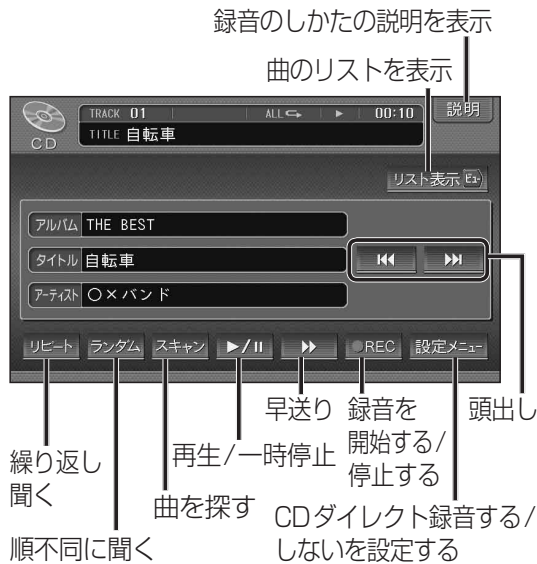 録音のしかたの説明を表示
曲のリストを表示
TRACK 01 ALL 00:10 説明
TITLE 自転車
CD
リスト表示 ビュー
アルバム THE BEST
タイトル 自転車
アーティスト ○×バンド
リピート ランダム スキャン ▶/II ▶▶ ●REC 設定メニュー
早送り
録音を
開始する/
停止する
頭出し
再生/一時停止
繰り返し
聞く
曲を探す
CDダイレクト録音する/
しないを設定する
順不同に聞く